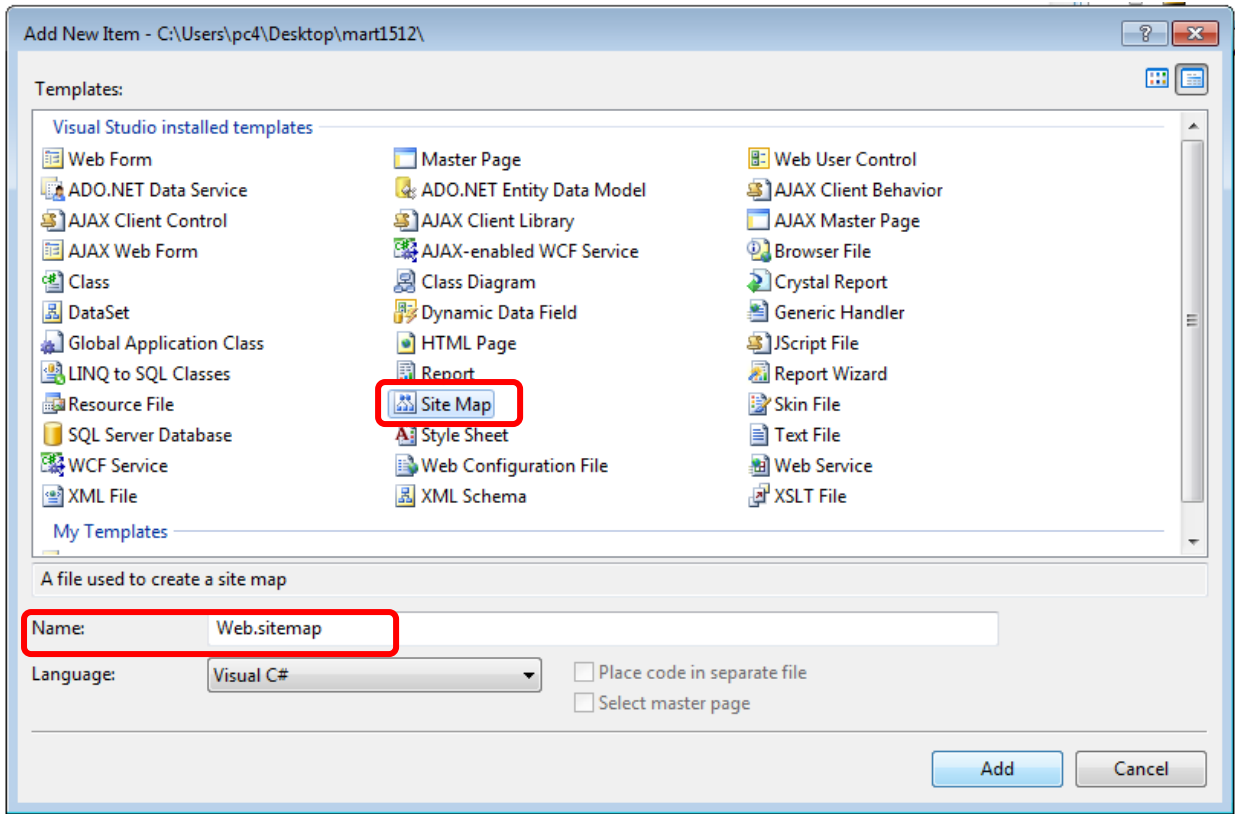 Add New Item - C:\Users\pc4\Desktop\mart1512\
Templates:
Visual Studio installed templates
Web Form Master Page Web User Control
ADO.NET Data Service ADO.NET Entity Data Model AJAX Client Behavior
AJAX Client Control AJAX Client Library AJAX Master Page
AJAX Web Form AJAX-enabled WCF Service Browser File
Class Class Diagram Crystal Report
DataSet Dynamic Data Field Generic Handler
Global Application Class HTML Page JScript File
LINQ to SQL Classes Report Report Wizard
Resource File Site Map Skin File
SQL Server Database Style Sheet Text File
WCF Service Web Configuration File Web Service
XML File XML Schema XSLT File
My Templates
A file used to create a site map
Name: Web.sitemap
Language: Visual C# Place code in separate file
Select master page
Add Cancel